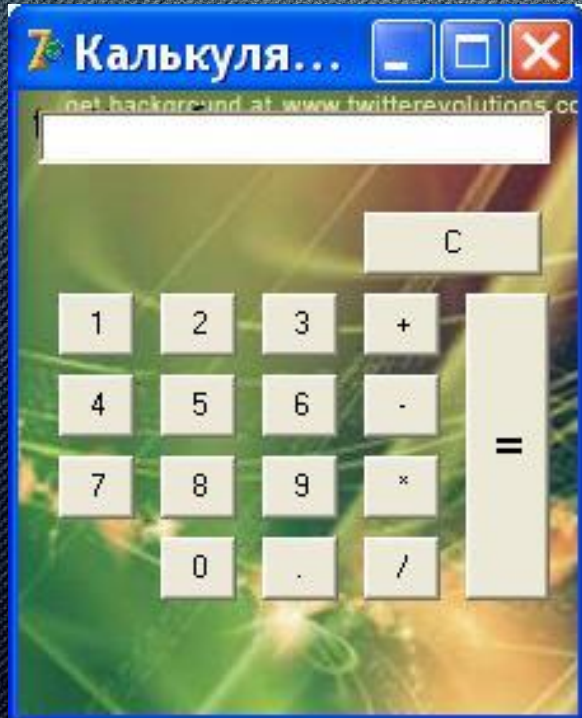 Калькуля...
get background at www.twitterevolutions.co
C
1 2 3 +
4 5 6 -
=
7 8 9 *
0 . /